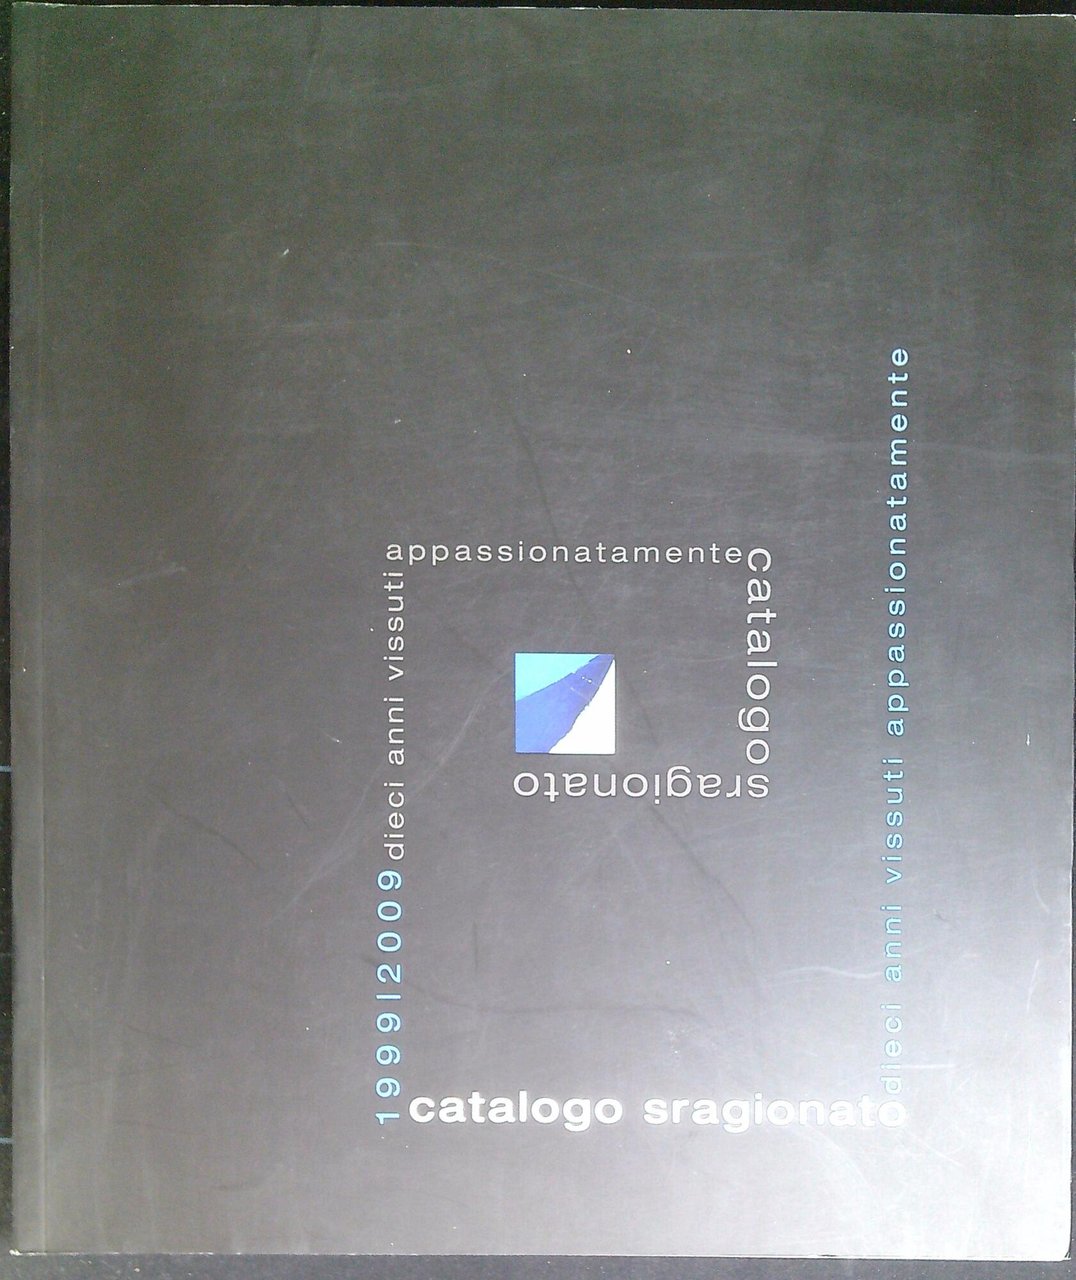 catalogo sragionato
dieci anni vissuti appassionatamente
1999|2009
dieci anni vissuti
appassionatamente
catalogo
sragionato